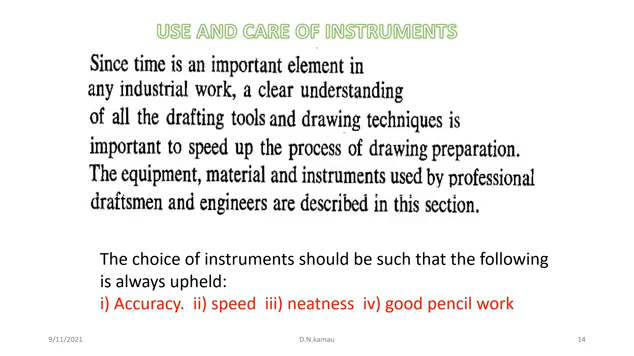 USE AND CARE OF INSTRUMENTS
Since time is an important element in
any industrial work, a clear understanding
of all the drafting tools and drawing techniques is
important to speed up the process of drawing preparation.
The equipment, material and instruments used by professional
draftsmen and engineers are described in this section.
The choice of instruments should be such that the following
is always upheld:
i) Accuracy. ii) speed iii) neatness iv) good pencil work
9/11/2021 D.N.kamau 14